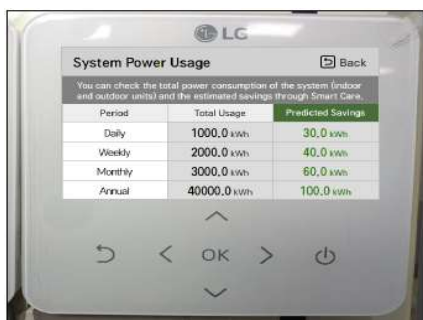 LG
System Power Usage Back
You can check the total power consumption of the system (indoor
and outdoor units) and the estimated savings through Smart Care.
Period Total Usage Predicted Savings
Daily 1000.0 kWh 30.0 kWh
Weekly 2000.0 kWh 40.0 kWh
Monthly 3000.0 kWh 60.0 kWh
Annual 40000.0 kWh 100.0 kWh
OK